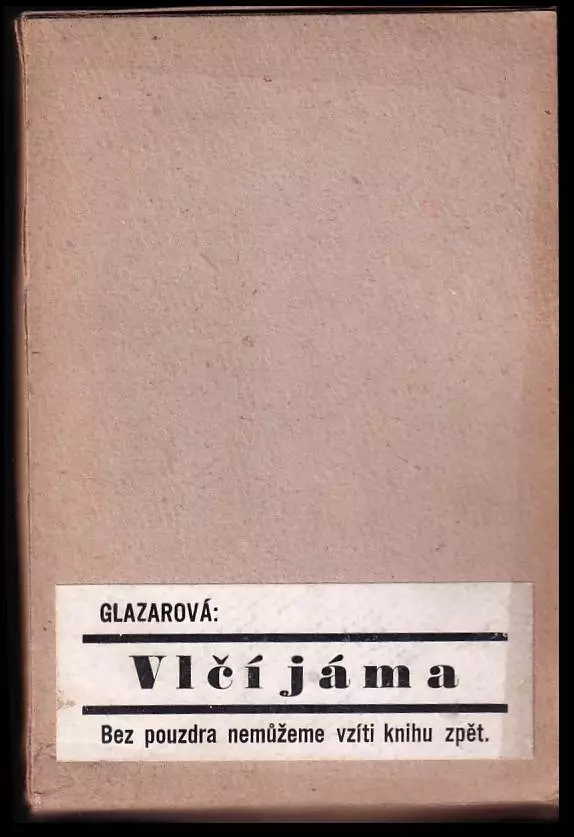 GLAZAROVÁ:
Vlčí jáma
Bez pouzdra nemůžeme vzíti knihu zpět.